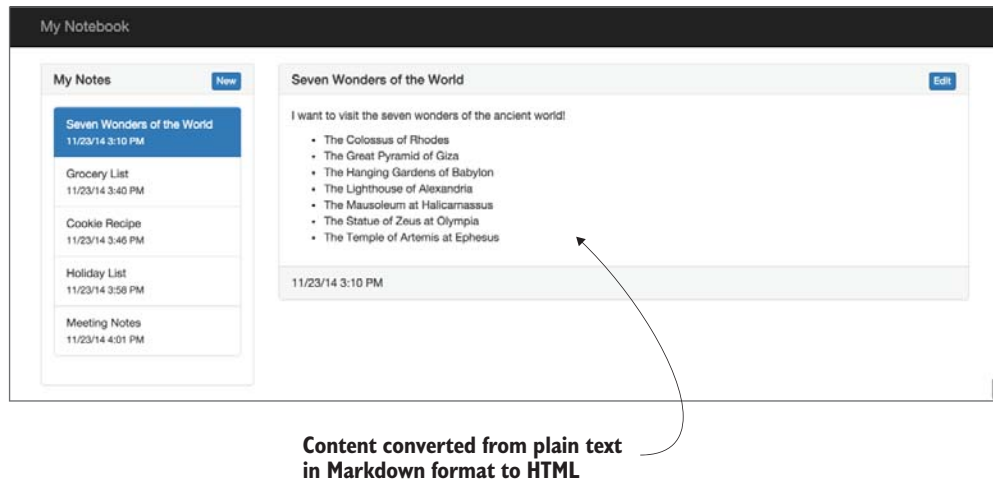 My Notebook
My Notes
New
Seven Wonders of the World
11/23/14 3:10 PM
Grocery List
11/23/14 3:40 PM
Cookie Recipe
11/23/14 3:46 PM
Holiday List
11/23/14 3:58 PM
Meeting Notes
11/23/14 4:01 PM
Seven Wonders of the World
Edit
I want to visit the seven wonders of the ancient world!
• The Colossus of Rhodes
• The Great Pyramid of Giza
• The Hanging Gardens of Babylon
• The Lighthouse of Alexandria
• The Mausoleum at Halicarnassus
• The Statue of Zeus at Olympia
• The Temple of Artemis at Ephesus
11/23/14 3:10 PM
Content converted from plain text
in Markdown format to HTML